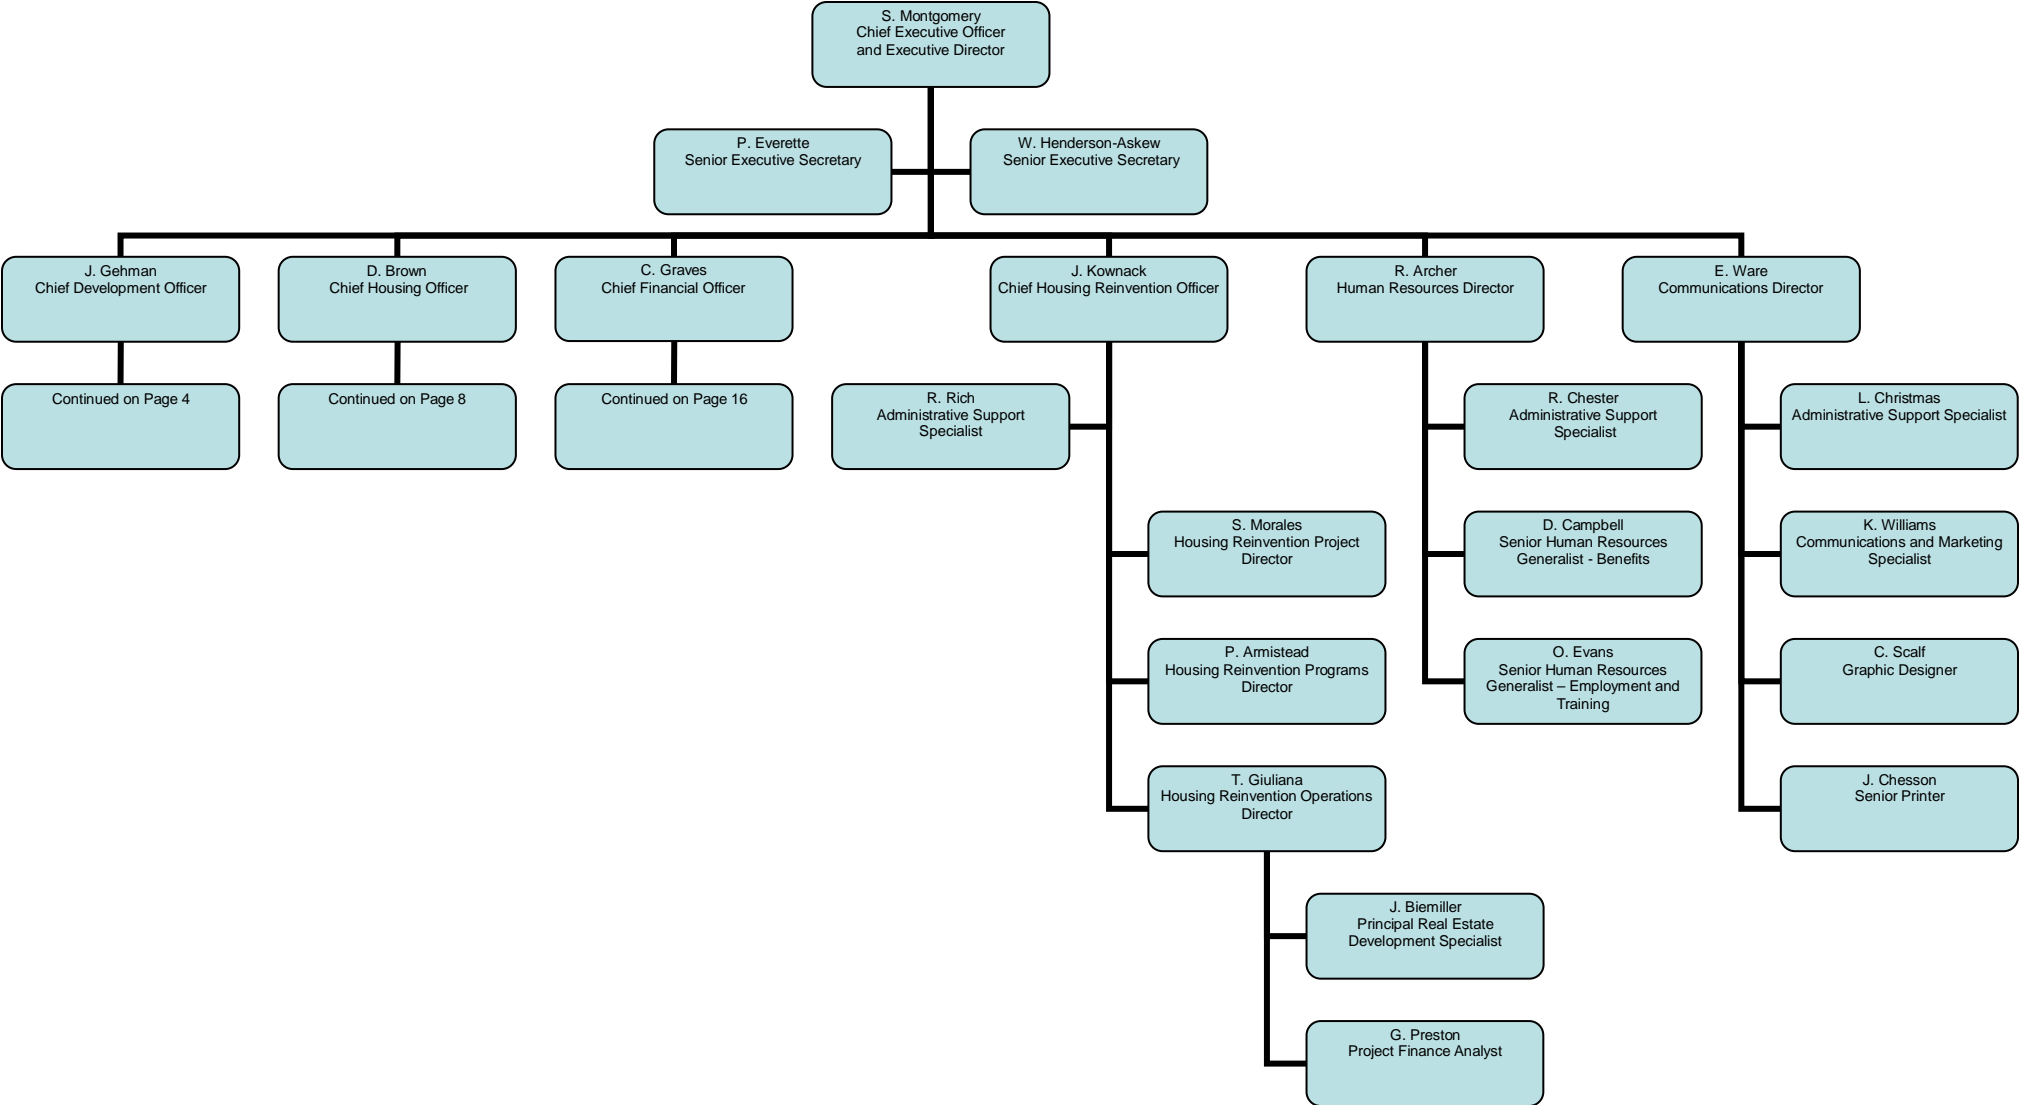 S. Montgomery
Chief Executive Officer
and Executive Director
P. Everette
Senior Executive Secretary
W. Henderson-Askew
Senior Executive Secretary
J. Gehman
Chief Development Officer
D. Brown
Chief Housing Officer
C. Graves
Chief Financial Officer
J. Kownack
Chief Housing Reinvention Officer
R. Archer
Human Resources Director
E. Ware
Communications Director
Continued on Page 4
Continued on Page 8
Continued on Page 16
R. Rich
Administrative Support
Specialist
R. Chester
Administrative Support
Specialist
L. Christmas
Administrative Support Specialist
S. Morales
Housing Reinvention Project
Director
D. Campbell
Senior Human Resources
Generalist - Benefits
K. Williams
Communications and Marketing
Specialist
P. Armistead
Housing Reinvention Programs
Director
O. Evans
Senior Human Resources
Generalist – Employment and
Training
C. Scalf
Graphic Designer
T. Giuliana
Housing Reinvention Operations
Director
J. Chesson
Senior Printer
J. Biemiller
Principal Real Estate
Development Specialist
G. Preston
Project Finance Analyst